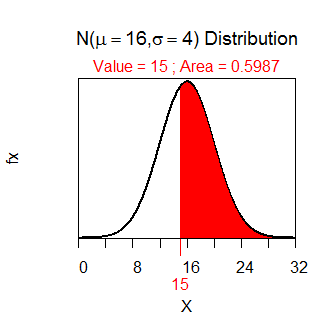 N(μ = 16,σ = 4) Distribution
Value = 15 ; Area = 0.5987
fx
0 8 16 24 32
15
X